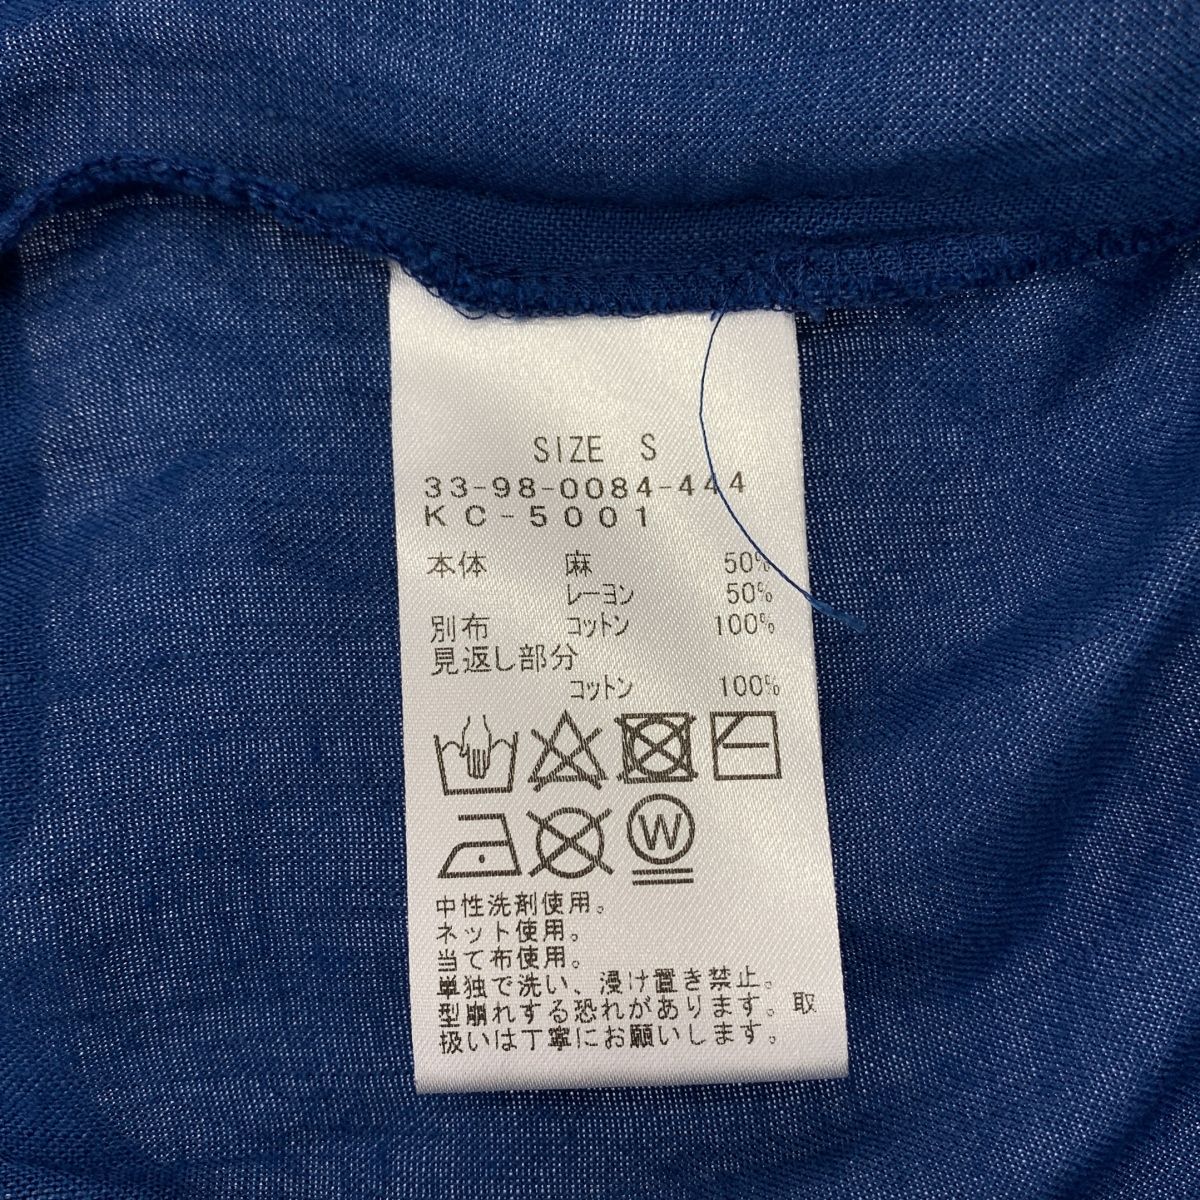 SIZE S
33-98-0084-444
KC-5001
本体 麻 50%
レーヨン 50%
別布 コットン 100%
見返し部分
コットン 100%
W
中性洗剤使用。
ネット使用。
当て布使用。
単独で洗い、浸け置き禁止。
型崩れする恐れがあります。取
扱いは丁寧にお願いします。